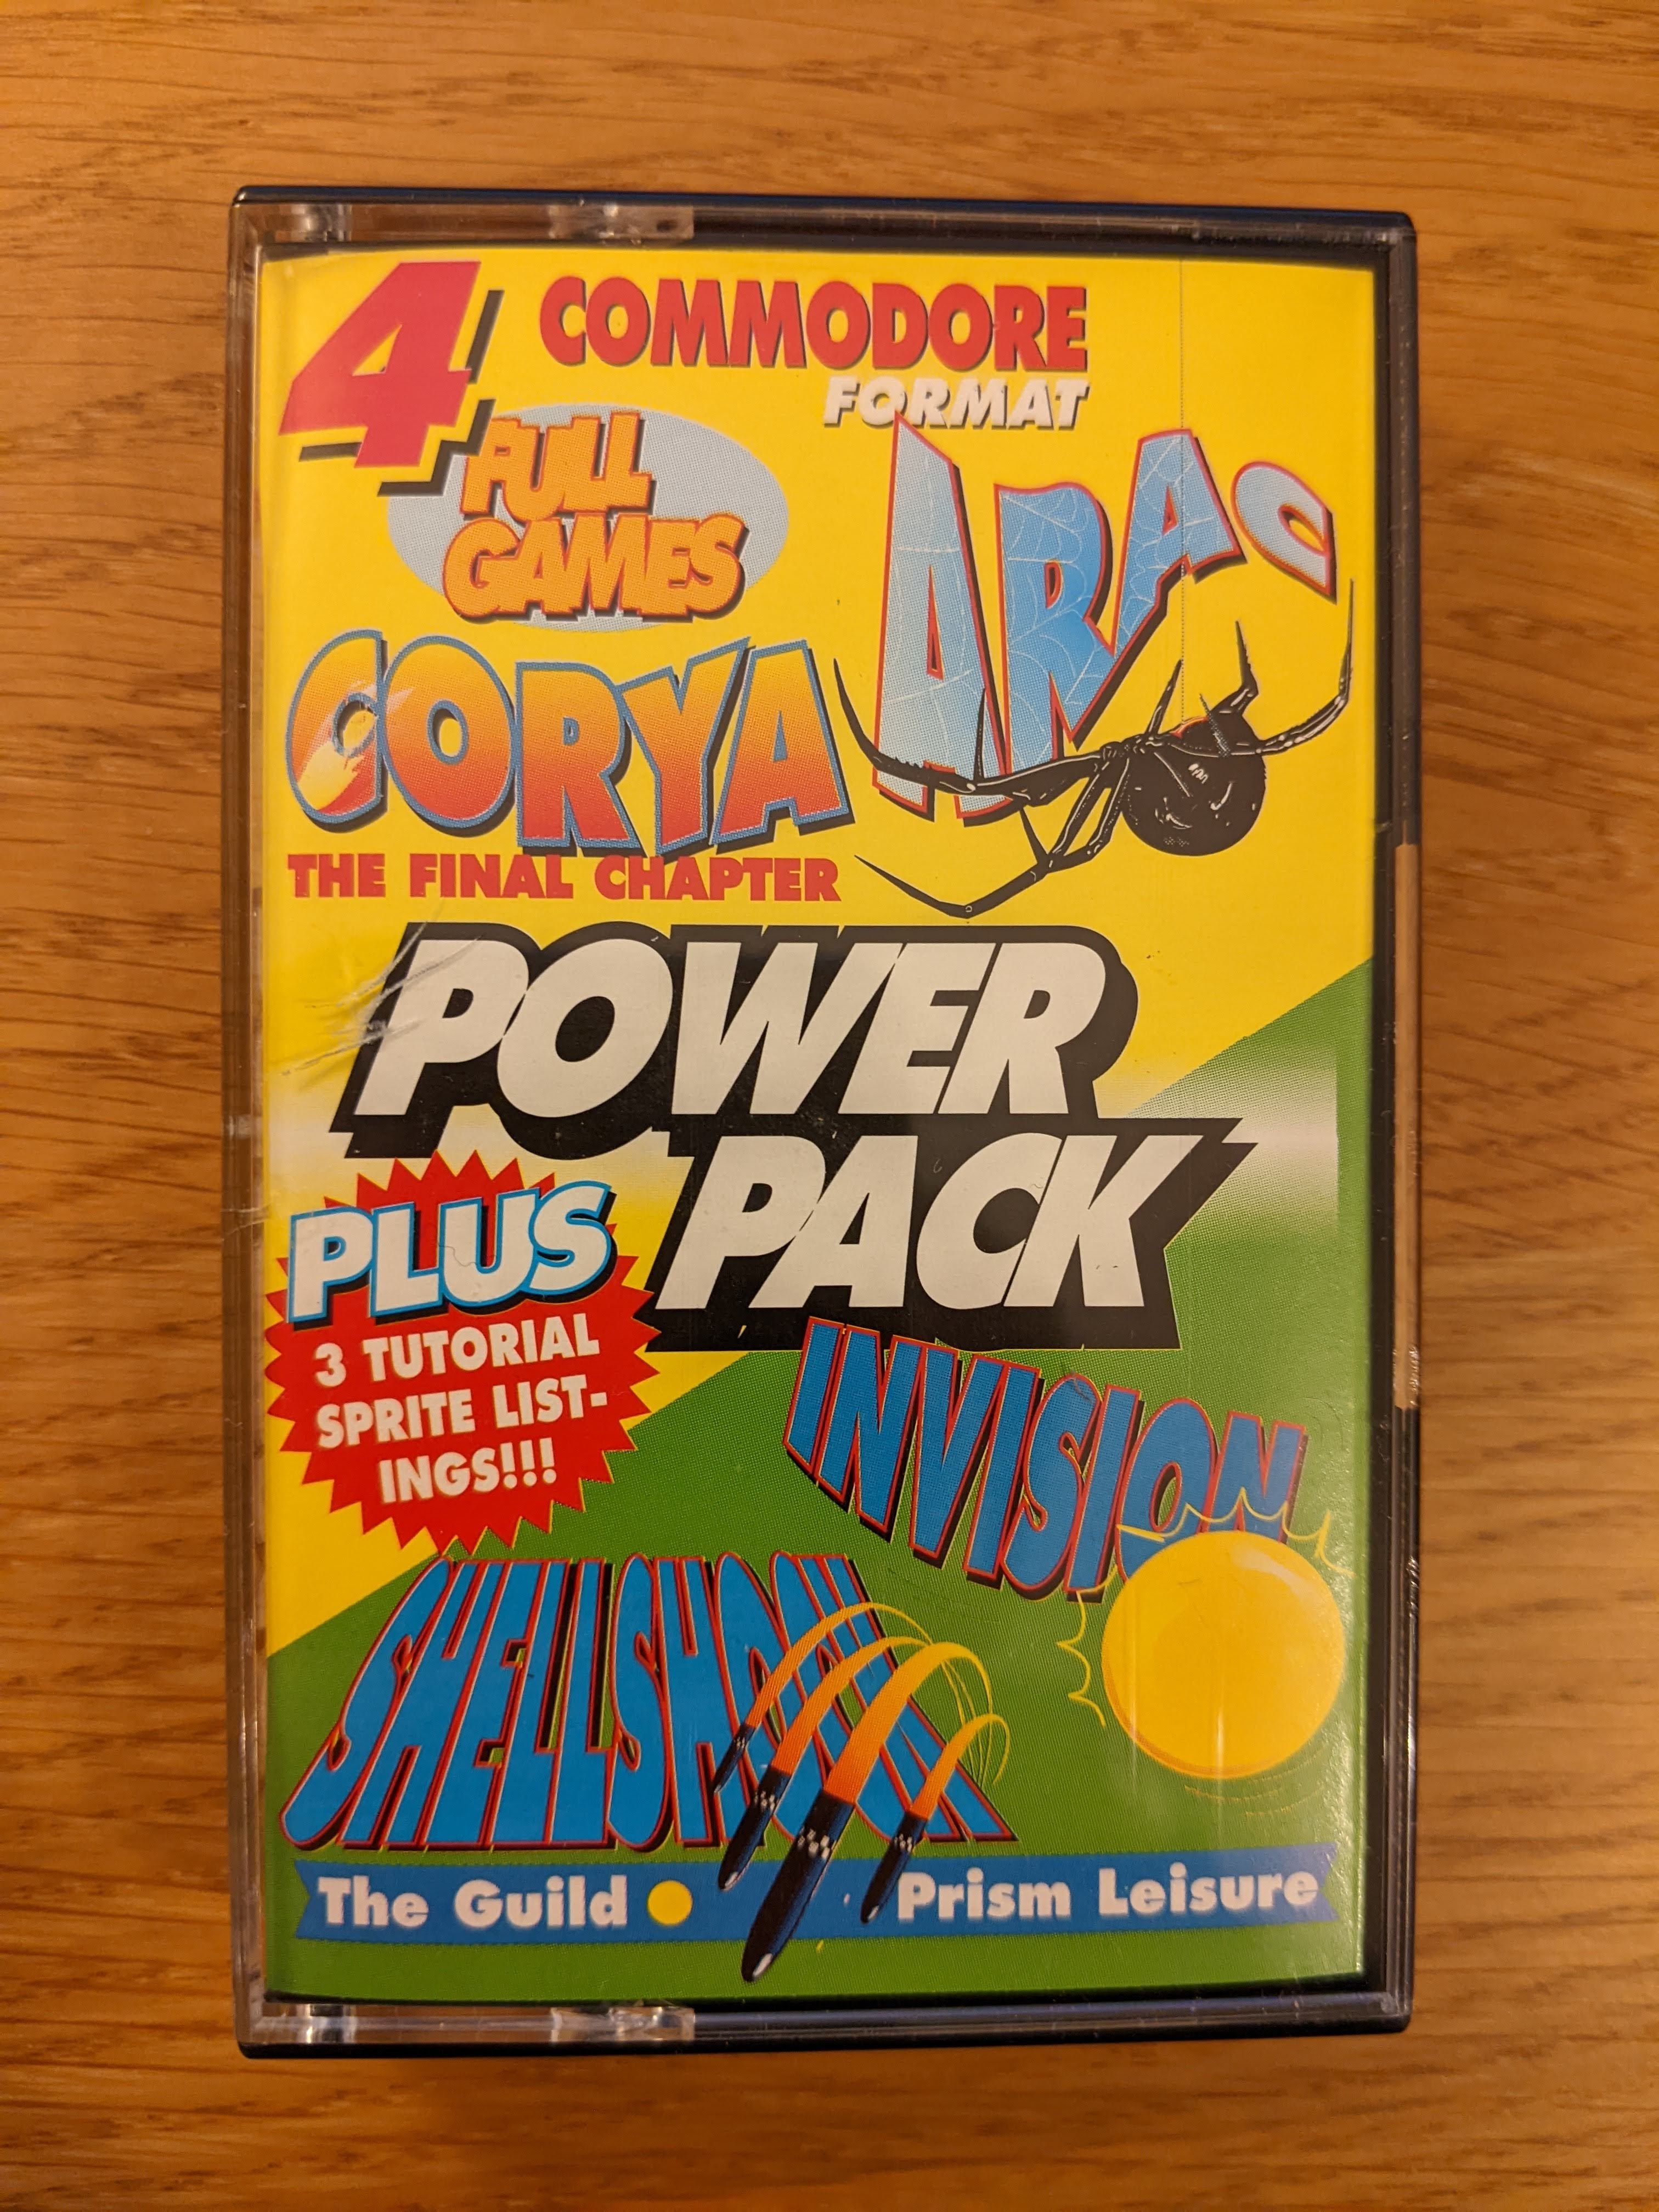 4
COMMODORE
FORMAT
FULL
GAMES
ARAC
CORYA
THE FINAL CHAPTER
POWER
PACK
PLUS
3 TUTORIAL
SPRITE LIST-
INGS!!!
INVISION
SHELLSHOCK
The Guild
Prism Leisure